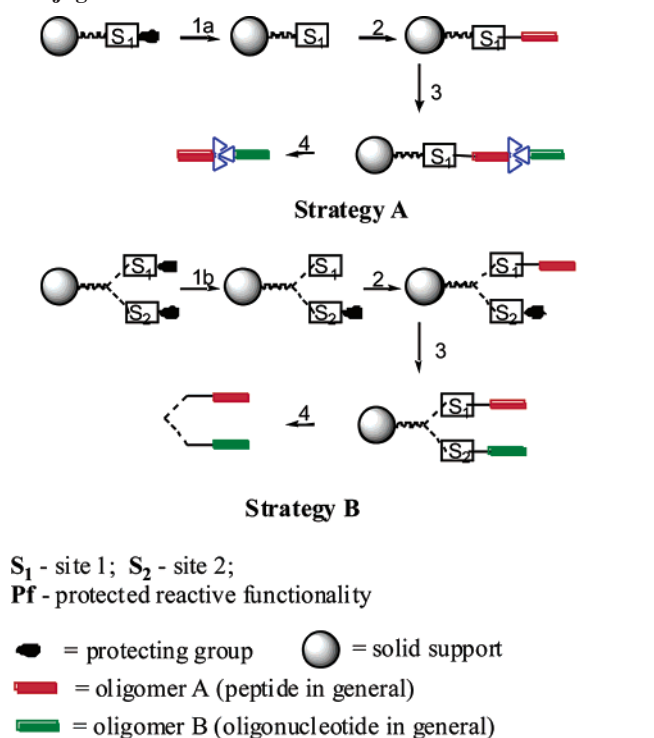 S1 1a S1 2 S1
3
4 S1
Strategy A
S1 S2 1b S1 S2 2 S1 S2
3
4 S1 S2
Strategy B
S1 - site 1; S2 - site 2;
Pf - protected reactive functionality
= protecting group = solid support
= oligomer A (peptide in general)
= oligomer B (oligonucleotide in general)